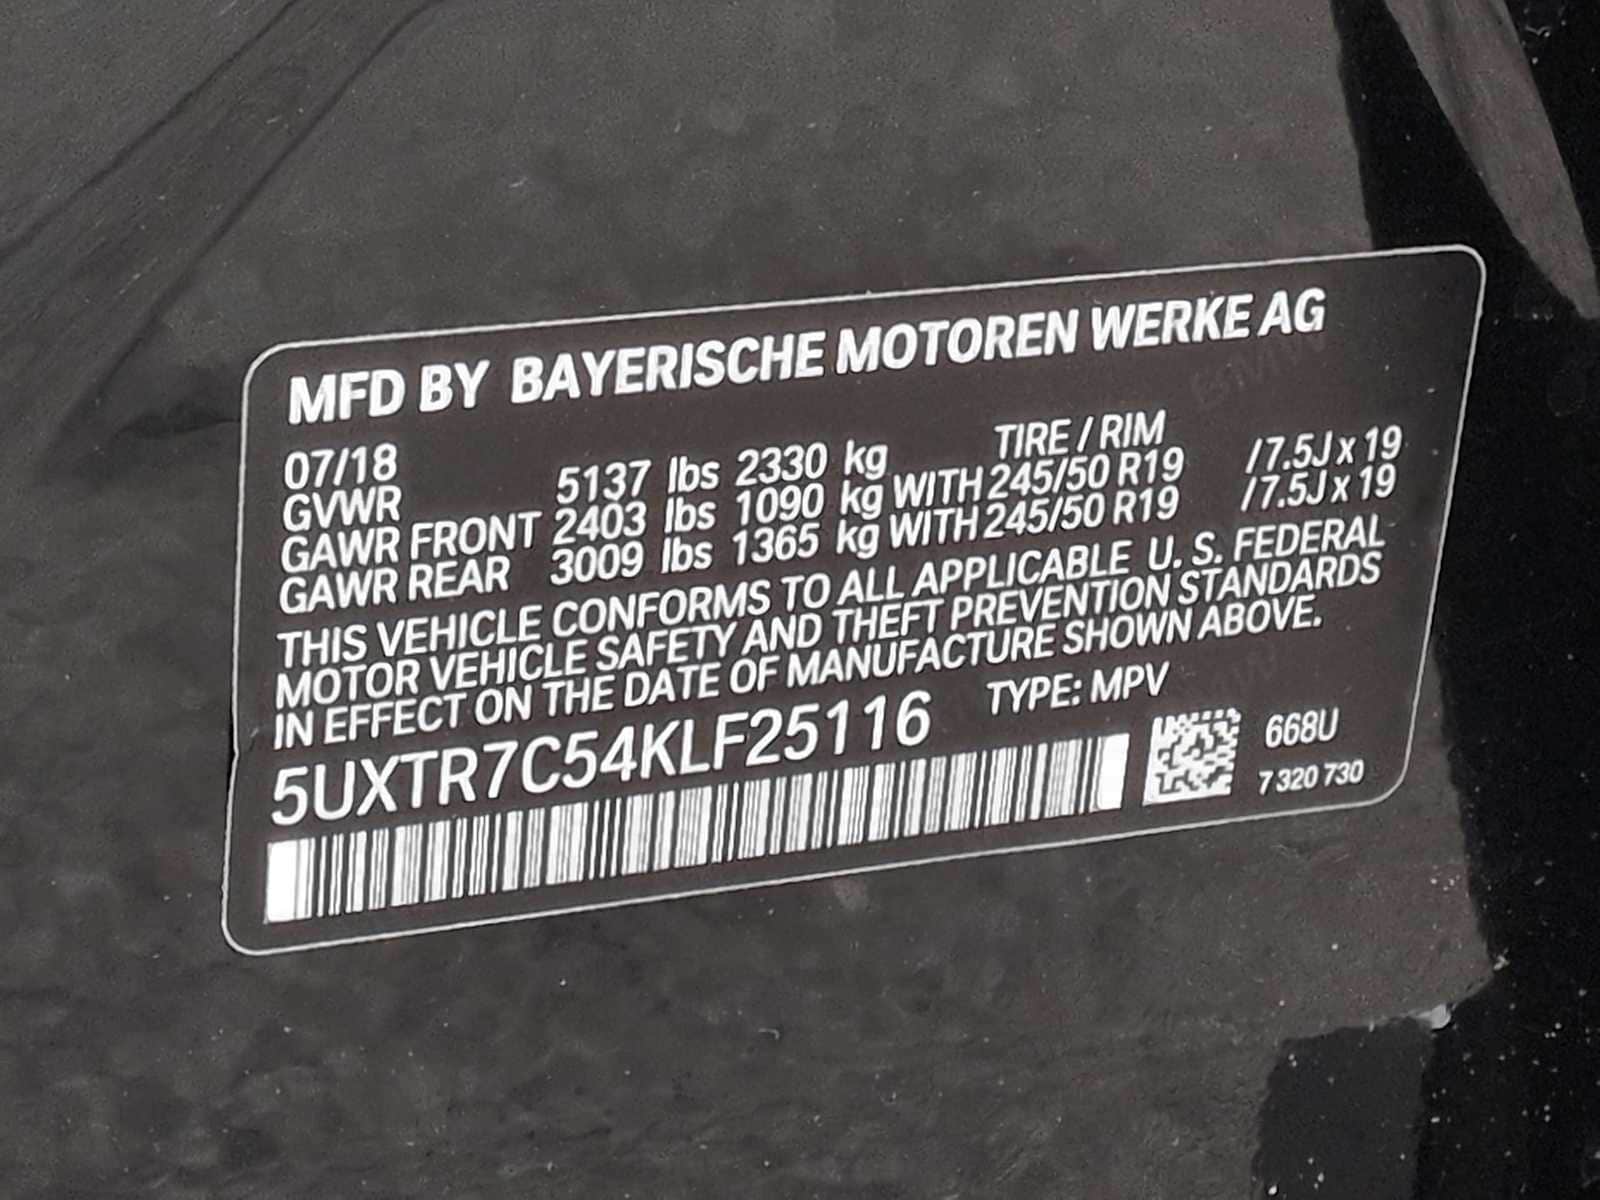 MFD BY BAYERISCHE MOTOREN WERKE AG
07/18 TIRE / RIM
GVWR 5137 lbs 2330 kg
GAWR FRONT 2403 lbs 1090 kg WITH 245/50 R19 /7.5J x 19
GAWR REAR 3009 lbs 1365 kg WITH 245/50 R19 /7.5J x 19
THIS VEHICLE CONFORMS TO ALL APPLICABLE U. S. FEDERAL
MOTOR VEHICLE SAFETY AND THEFT PREVENTION STANDARDS
IN EFFECT ON THE DATE OF MANUFACTURE SHOWN ABOVE.
5UXTR7C54KLF25116 TYPE: MPV
668U
7 320 730